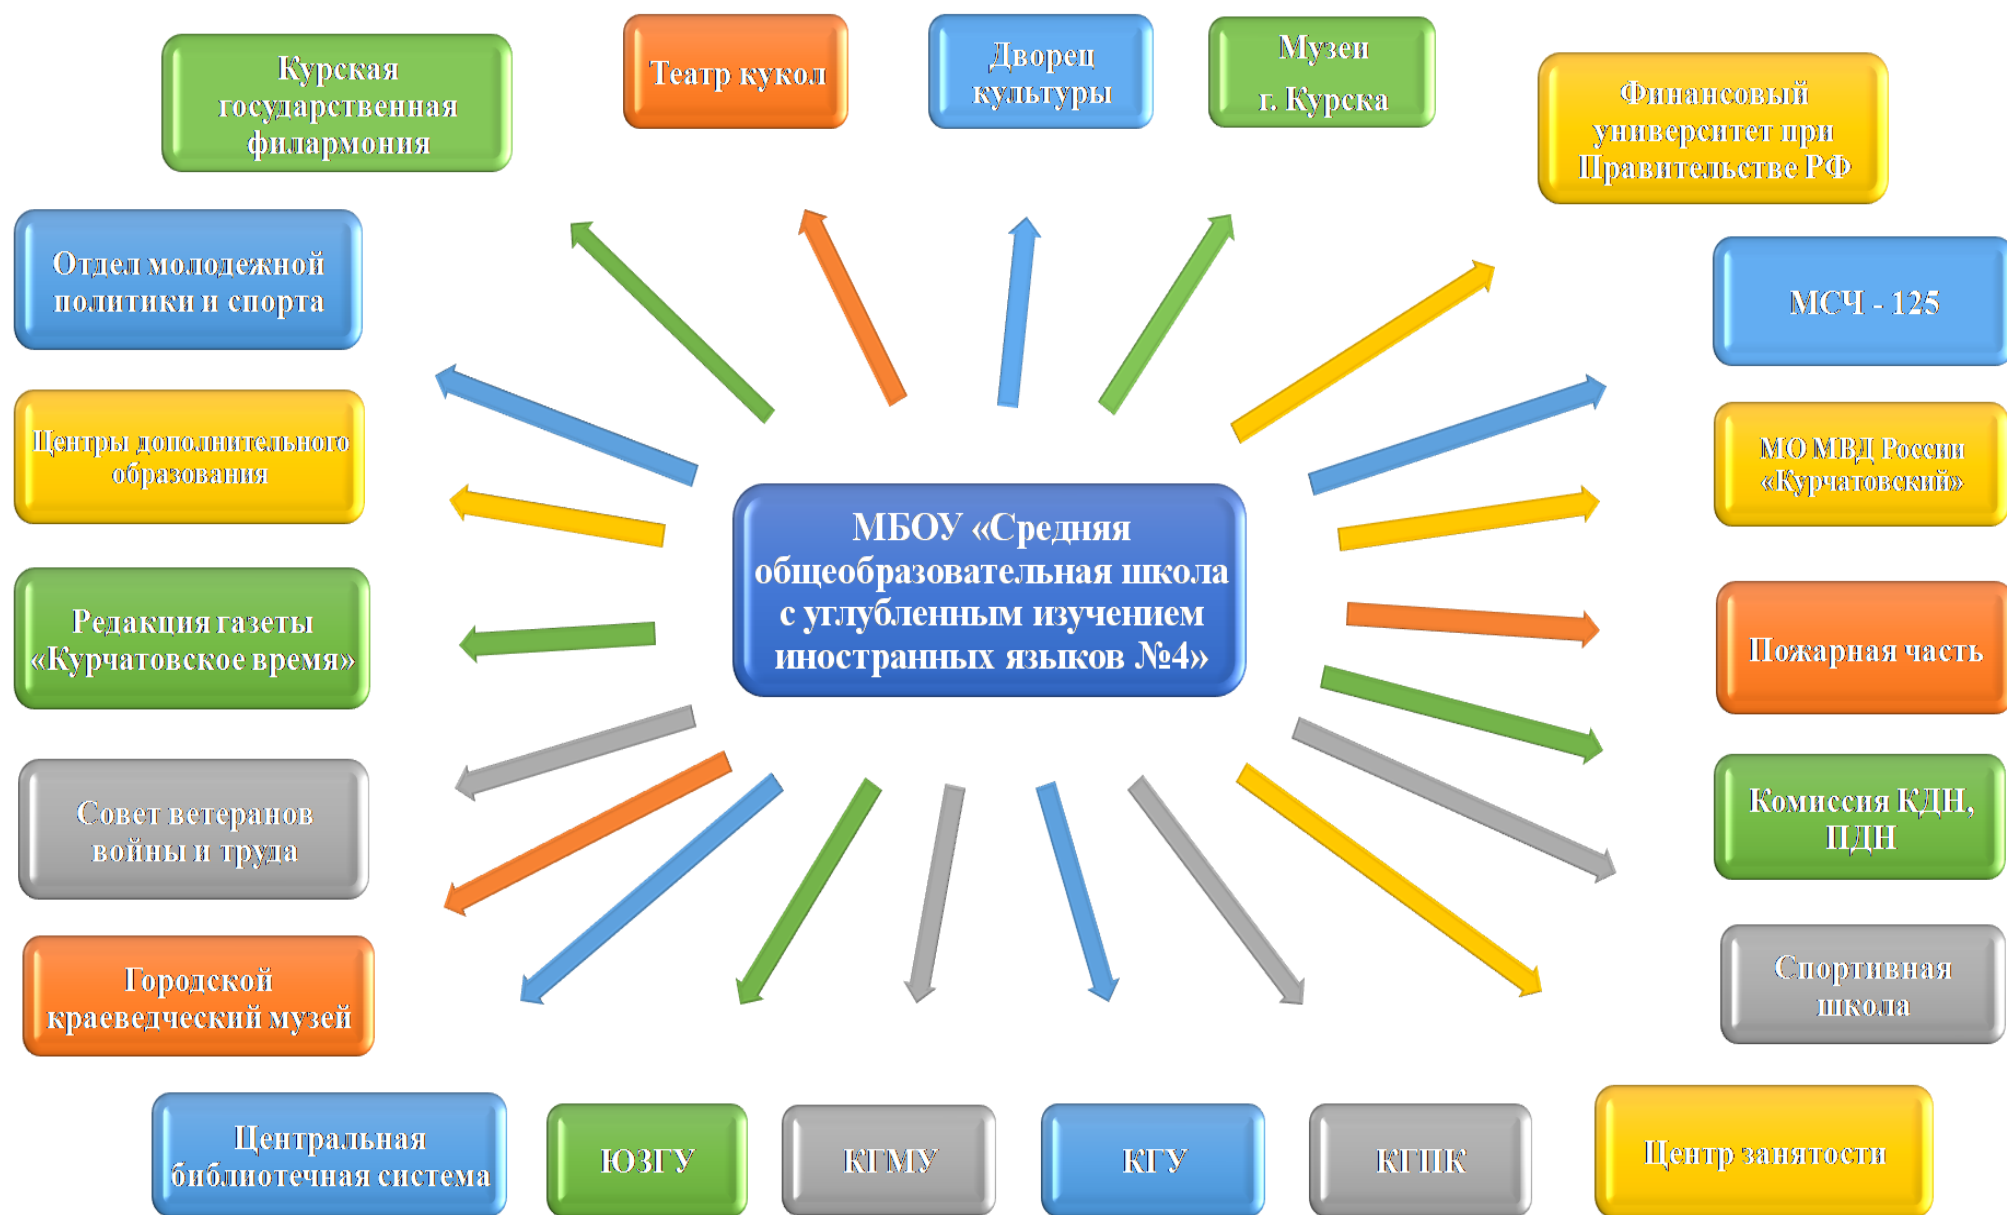 Курская
государственная
филармония
Театр кукол
Дворец
культуры
Музеи
г. Курска
Финансовый
университет при
Правительстве РФ
Отдел молодежной
политики и спорта
МСЧ - 125
Центры дополнительного
образования
МО МВД России
«Курчатовский»
МБОУ «Средняя
общеобразовательная школа
с углубленным изучением
иностранных языков №4»
Редакция газеты
«Курчатовское время»
Пожарная часть
Совет ветеранов
войны и труда
Комиссия КДН,
ПДН
Городской
краеведческий музей
Спортивная
школа
Центральная
библиотечная система
ЮЗГУ
КГМУ
КГУ
КГПК
Центр занятости